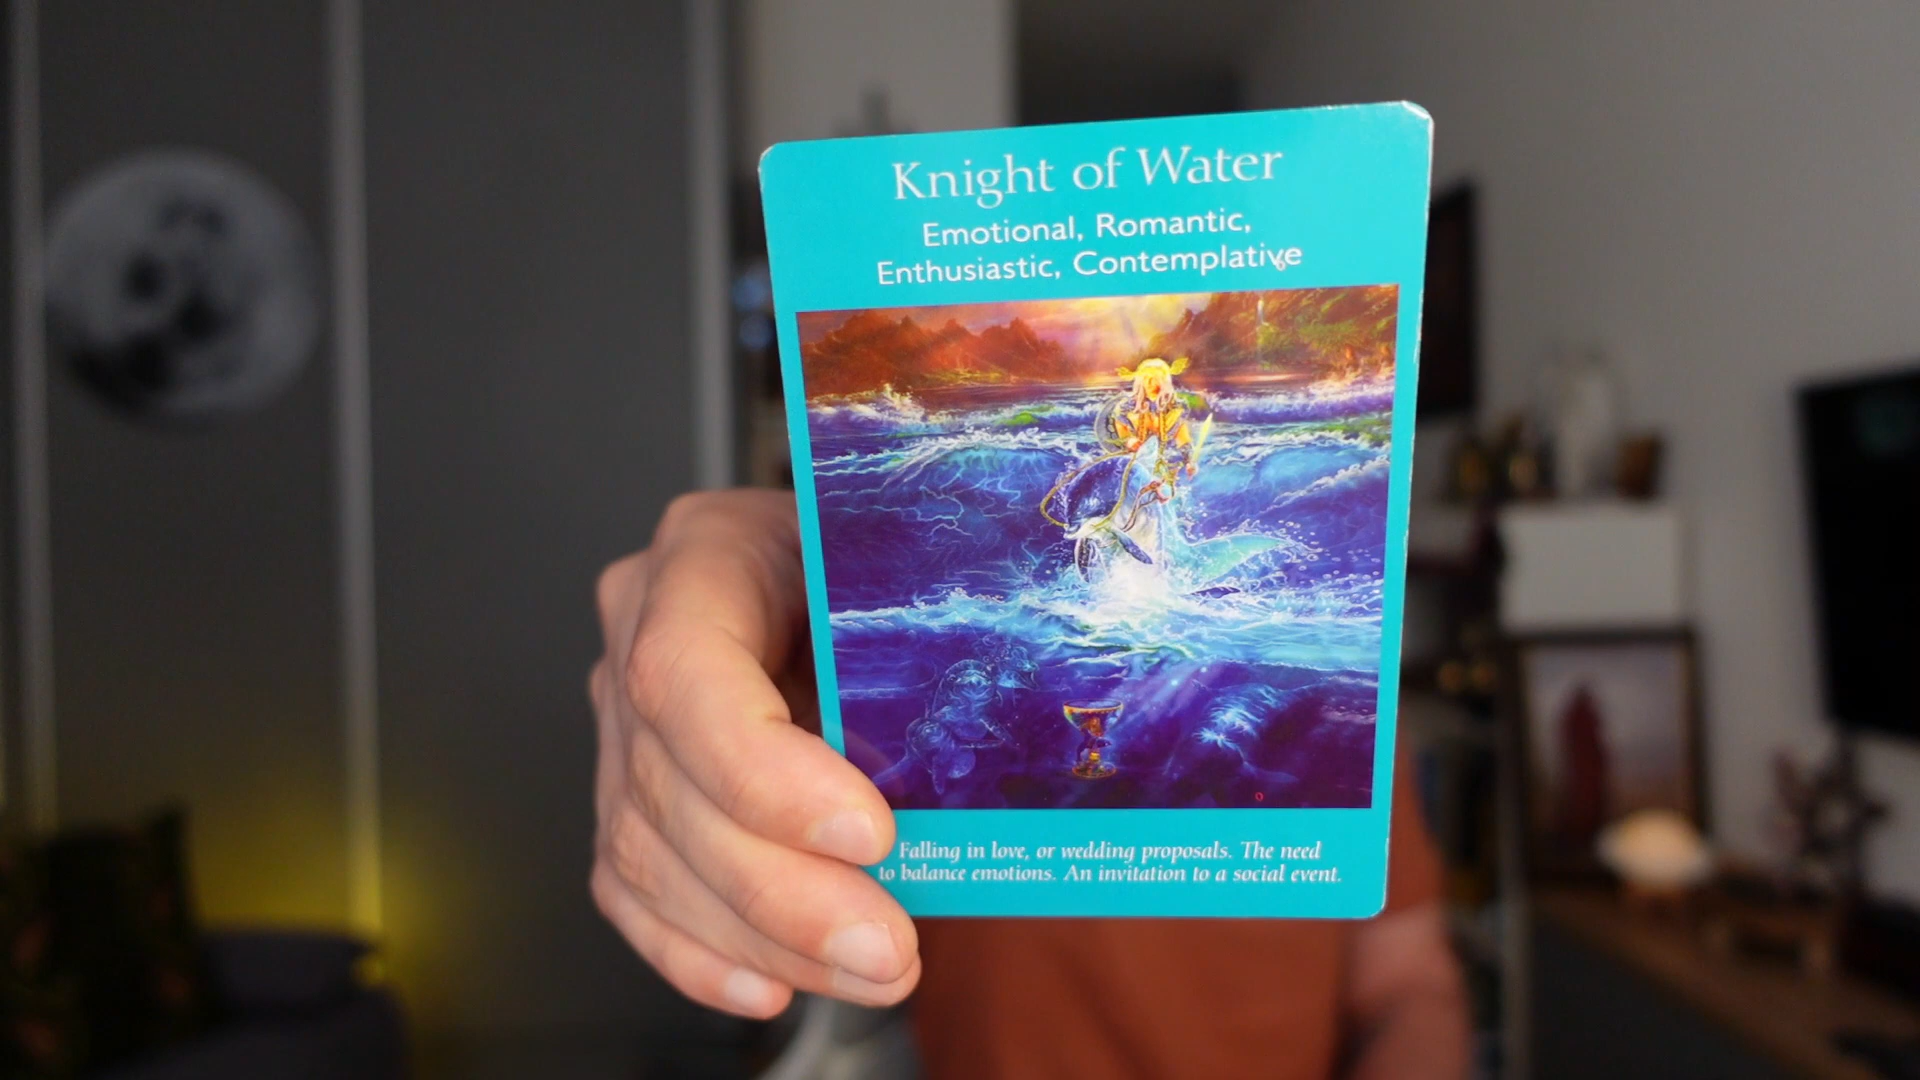 Knight of Water
Emotional, Romantic,
Enthusiastic, Contemplative
Falling in love, or wedding proposals. The need
to balance emotions. An invitation to a social event.